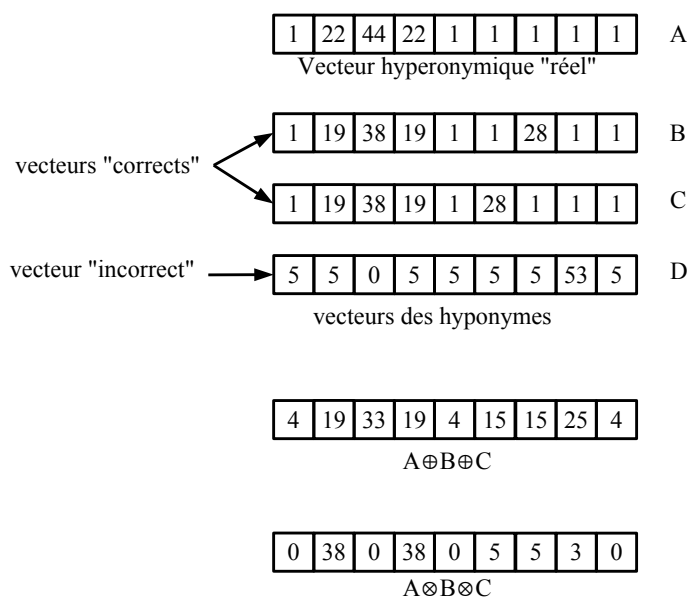 1 22 44 22 1 1 1 1 1 A
Vecteur hyperonymique "réel"
1 19 38 19 1 1 28 1 1 B
vecteurs "corrects"
1 19 38 19 1 28 1 1 1 C
vecteur "incorrect" 5 5 0 5 5 5 5 53 5 D
vecteurs des hyponymes
4 19 33 19 4 15 15 25 4
A⊕B⊕C
0 38 0 38 0 5 5 3 0
A⊗B⊗C